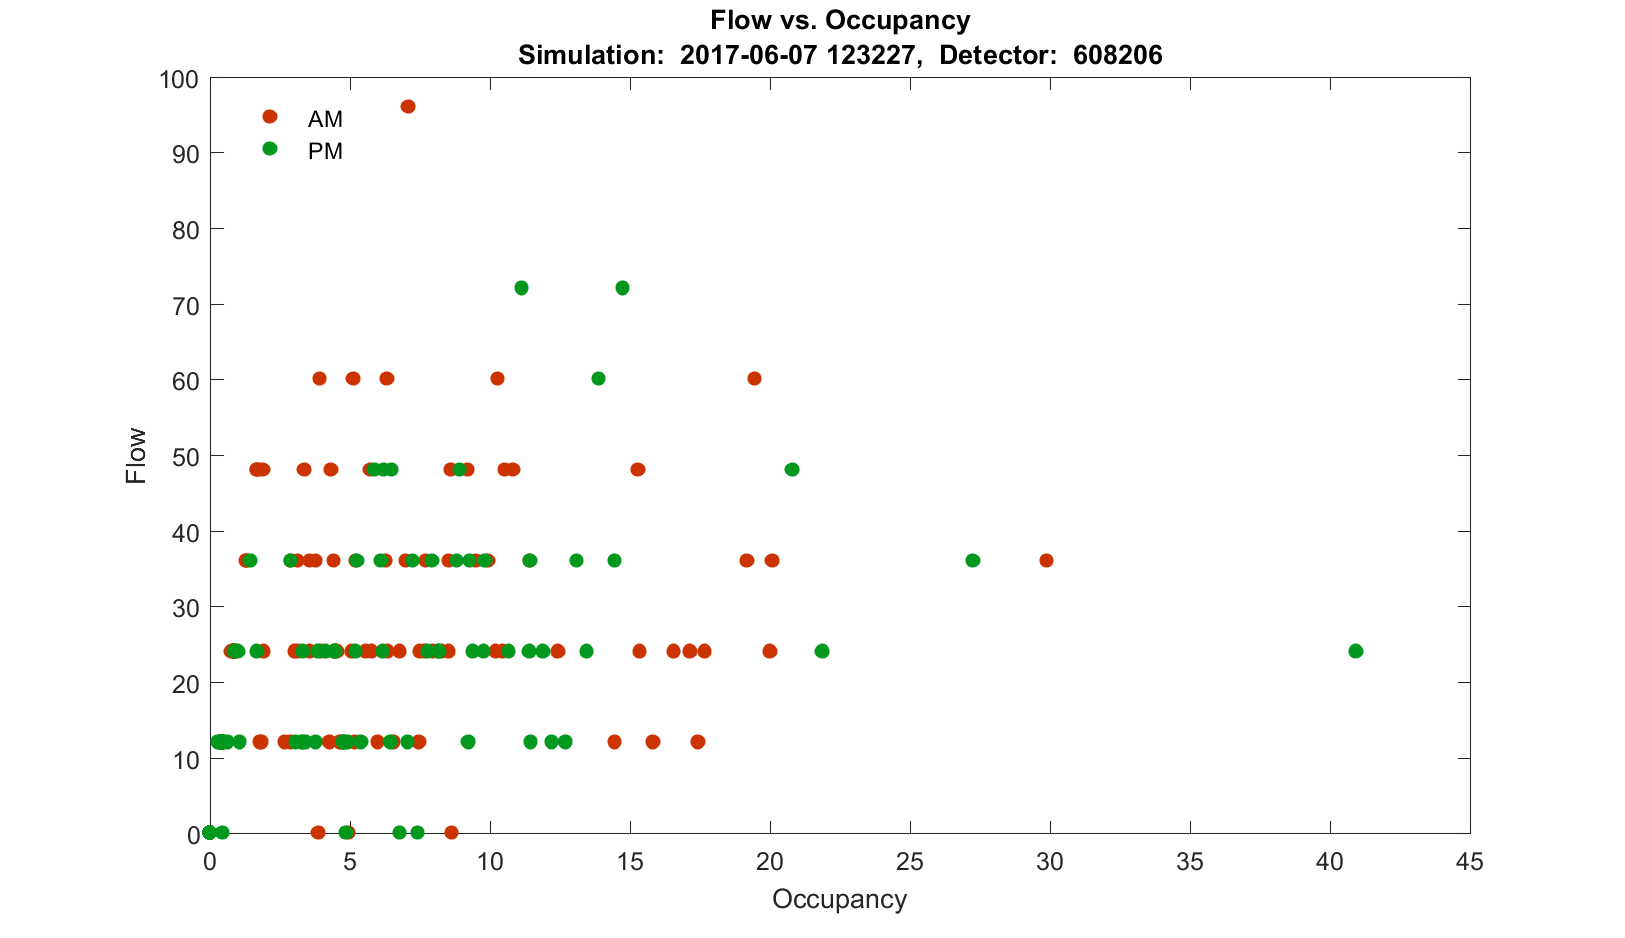 Flow vs. Occupancy
Simulation:  2017-06-07 123227,  Detector:  608206
100
90
80
70
60
50
40
30
20
10
0
AM
PM
Flow
0 5 10 15 20 25 30 35 40 45
Occupancy